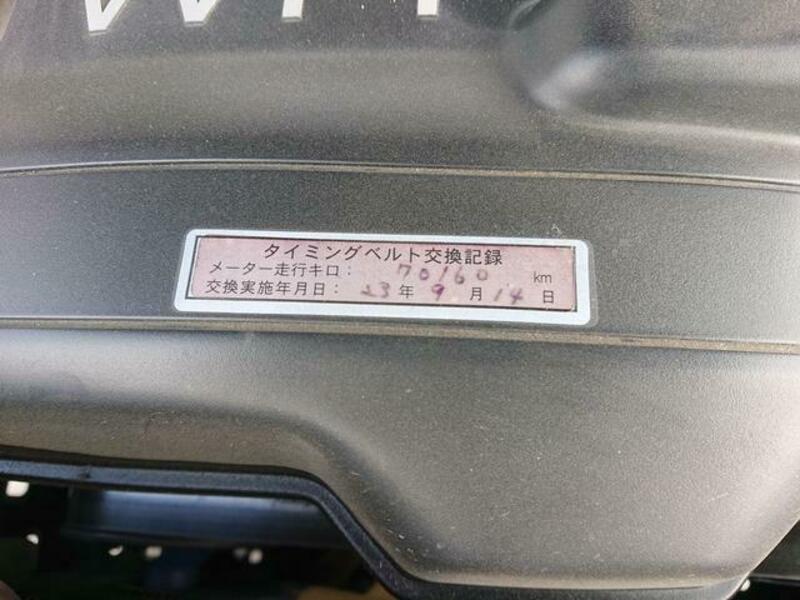 タイミングベルト交換記録
メーター走行キロ： 70160 km
交換実施年月日： 23 年 9 月 14 日